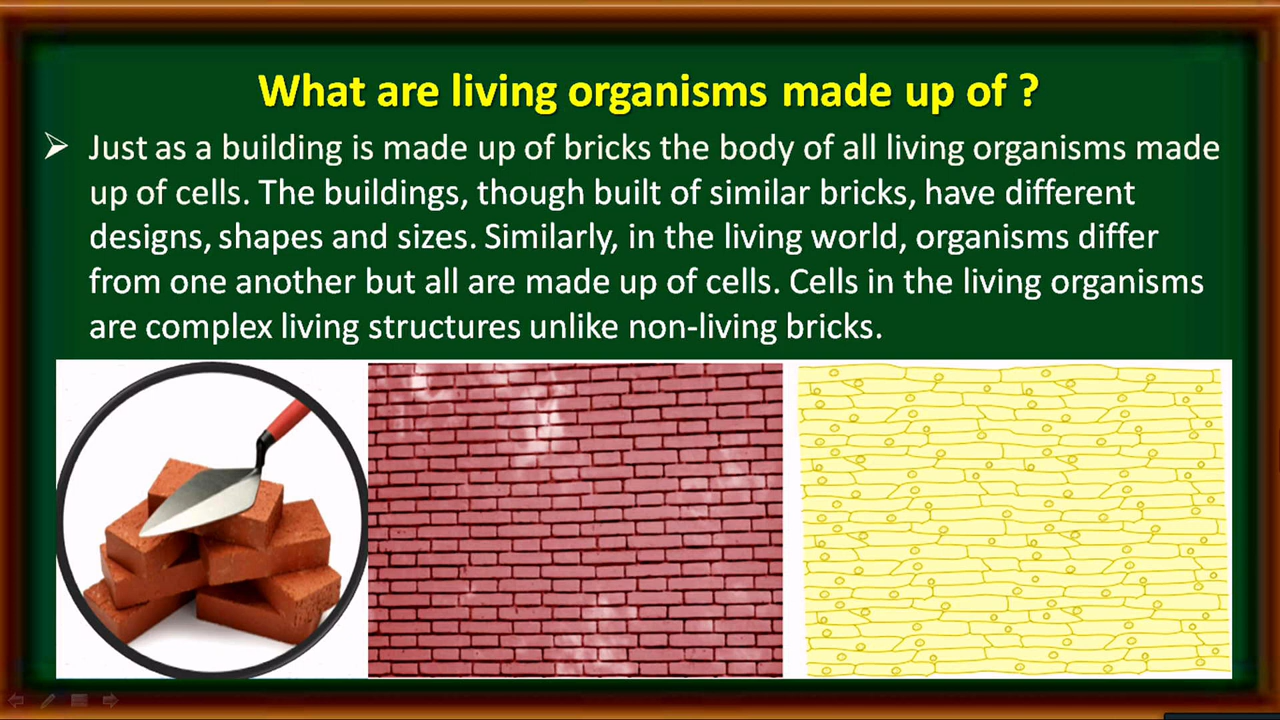 What are living organisms made up of ?
➢ Just as a building is made up of bricks the body of all living organisms made
up of cells. The buildings, though built of similar bricks, have different
designs, shapes and sizes. Similarly, in the living world, organisms differ
from one another but all are made up of cells. Cells in the living organisms
are complex living structures unlike non-living bricks.